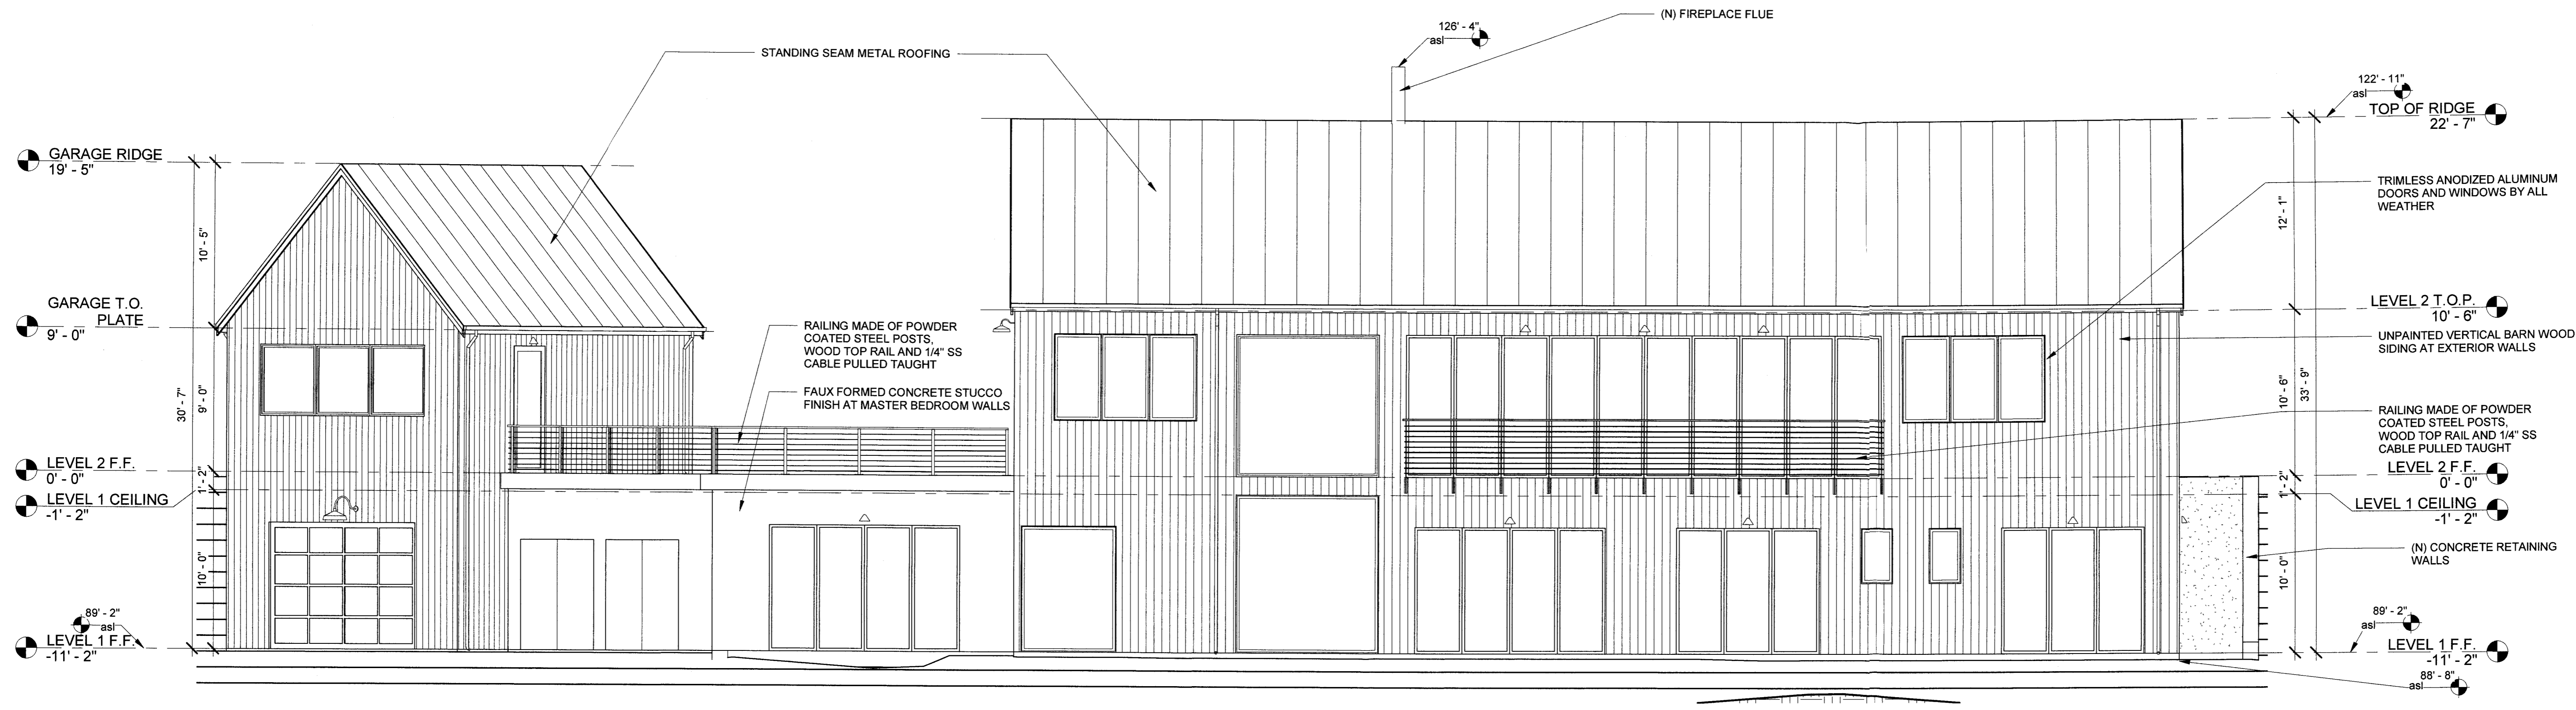 (N) FIREPLACE FLUE
126' - 4"
asl
STANDING SEAM METAL ROOFING
122' - 11"
asl
TOP OF RIDGE
22' - 7"
GARAGE RIDGE
19' - 5"
TRIMLESS ANODIZED ALUMINUM
DOORS AND WINDOWS BY ALL
WEATHER
12' - 1"
10' - 5"
GARAGE T.O.
PLATE
9' - 0"
LEVEL 2 T.O.P.
10' - 6"
RAILING MADE OF POWDER
COATED STEEL POSTS,
WOOD TOP RAIL AND 1/4" SS
CABLE PULLED TAUGHT
UNPAINTED VERTICAL BARN WOOD
SIDING AT EXTERIOR WALLS
30' - 7"
9' - 0"
10' - 6"
33' - 9"
FAUX FORMED CONCRETE STUCCO
FINISH AT MASTER BEDROOM WALLS
RAILING MADE OF POWDER
COATED STEEL POSTS,
WOOD TOP RAIL AND 1/4" SS
CABLE PULLED TAUGHT
LEVEL 2 F.F.
0' - 0"
1' - 2"
LEVEL 2 F.F.
0' - 0"
1' - 2"
LEVEL 1 CEILING
-1' - 2"
LEVEL 1 CEILING
-1' - 2"
(N) CONCRETE RETAINING
WALLS
10' - 0"
10' - 0"
89' - 2"
asl
LEVEL 1 F.F.
-11' - 2"
89' - 2"
asl
LEVEL 1 F.F.
-11' - 2"
88' - 8"
asl